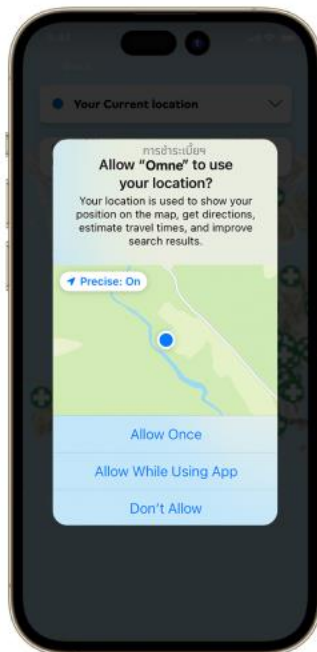 Your Current location
การชำระเบี้ยฯ
Allow “Omne” to use
your location?
Your location is used to show your
position on the map, get directions,
estimate travel times, and improve
search results.
Precise: On
Allow Once
Allow While Using App
Don't Allow